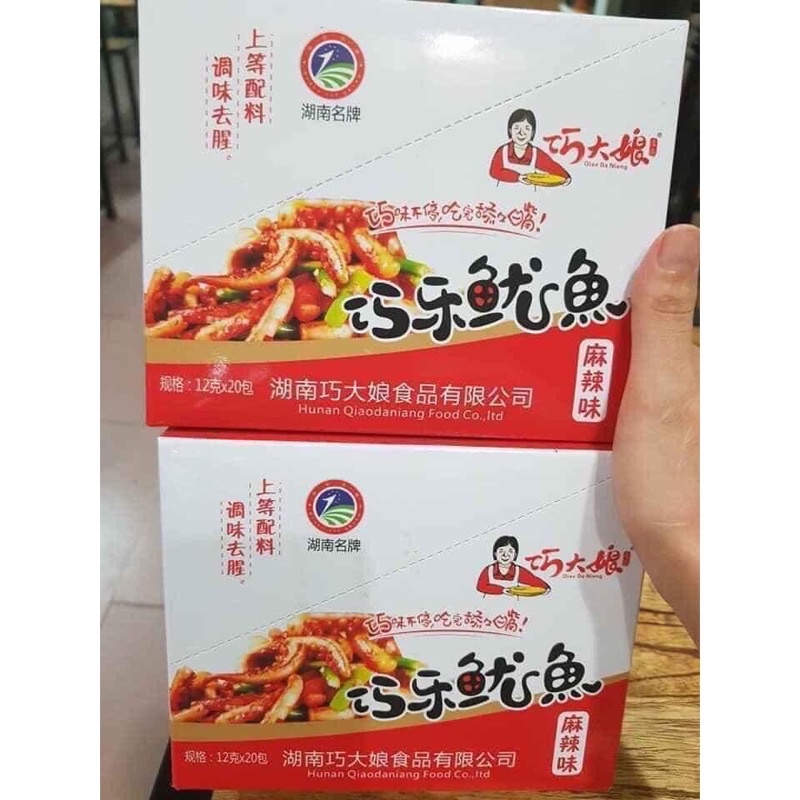 上等配料
调味去腥。
湖南名牌
巧大娘
Qiao Da Niang
巧味不停,吃完舔舔嘴!
巧乐鱿魚
麻辣味
规格：12克x20包
湖南巧大娘食品有限公司
Hunan Qiaodaniang Food Co.,ltd
上等配料
调味去腥。
湖南名牌
巧大娘
Qiao Da Niang
巧味不停,吃完舔舔嘴!
巧乐鱿魚
麻辣味
规格：12克x20包
湖南巧大娘食品有限公司
Hunan Qiaodaniang Food Co.,ltd